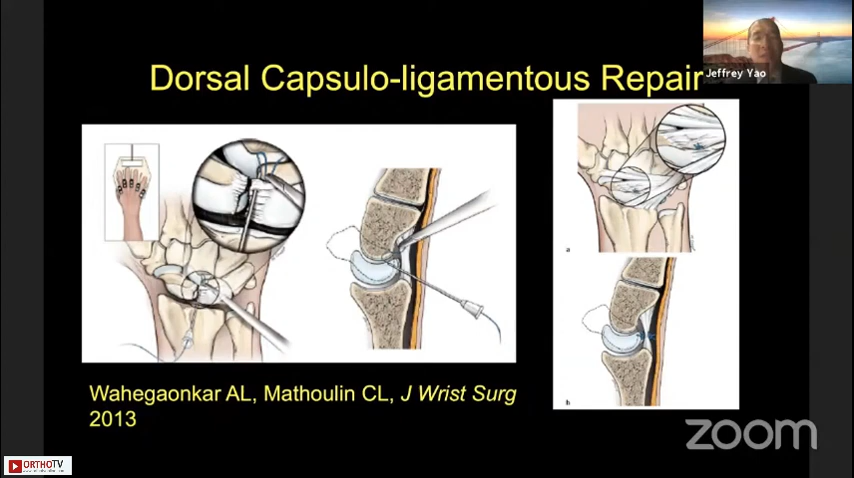 Dorsal Capsulo-ligamentous Repair
Jeffrey Yao
a
b
Wahegaonkar AL, Mathoulin CL, J Wrist Surg
2013
zoom
ORTHOTV